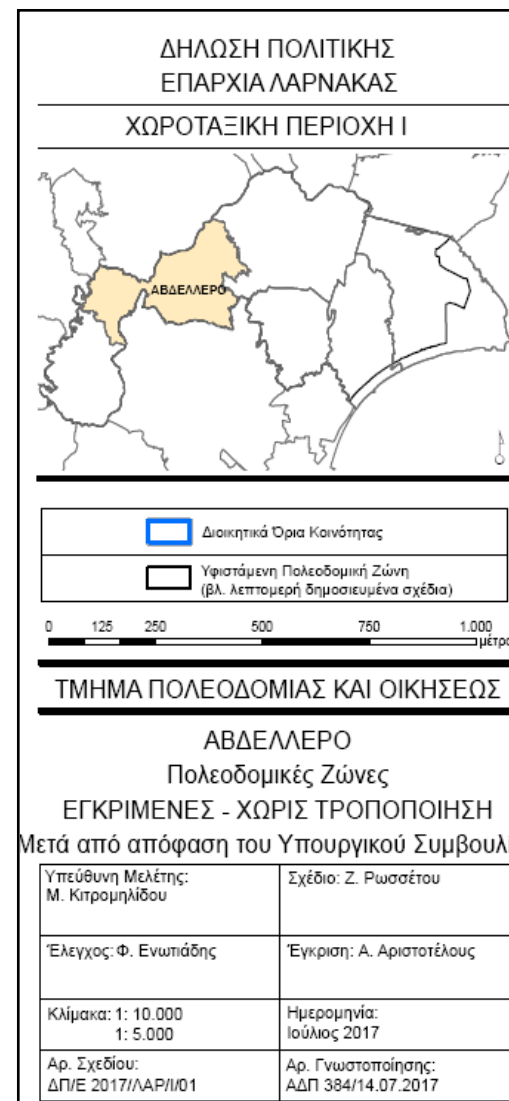 ΔΗΛΩΣΗ ΠΟΛΙΤΙΚΗΣ
ΕΠΑΡΧΙΑ ΛΑΡΝΑΚΑΣ
ΧΩΡΟΤΑΞΙΚΗ ΠΕΡΙΟΧΗ Ι
ΑΒΔΕΛΛΕΡΟ
Διοικητικά Όρια Κοινότητας
Υφιστάμενη Πολεοδομική Ζώνη
(βλ. λεπτομερή δημοσιευμένα σχέδια)
0 125 250 500 750 1.000
μέτρα
ΤΜΗΜΑ ΠΟΛΕΟΔΟΜΙΑΣ ΚΑΙ ΟΙΚΗΣΕΩΣ
ΑΒΔΕΛΛΕΡΟ
Πολεοδομικές Ζώνες
ΕΓΚΡΙΜΕΝΕΣ - ΧΩΡΙΣ ΤΡΟΠΟΠΟΙΗΣΗ
Μετά από απόφαση του Υπουργικού Συμβουλ
Υπεύθυνη Μελέτης:
Μ. Κιτρομηλίδου
Σχέδιο: Ζ. Ρωσσέτου
Έλεγχος: Φ. Ενωτιάδης
Έγκριση: Α. Αριστοτέλους
Κλίμακα: 1: 10.000
1: 5.000
Ημερομηνία:
Ιούλιος 2017
Αρ. Σχεδίου:
ΔΠ/Ε 2017/ΛΑΡ/Ι/01
Αρ. Γνωστοποίησης:
ΑΔΠ 384/14.07.2017